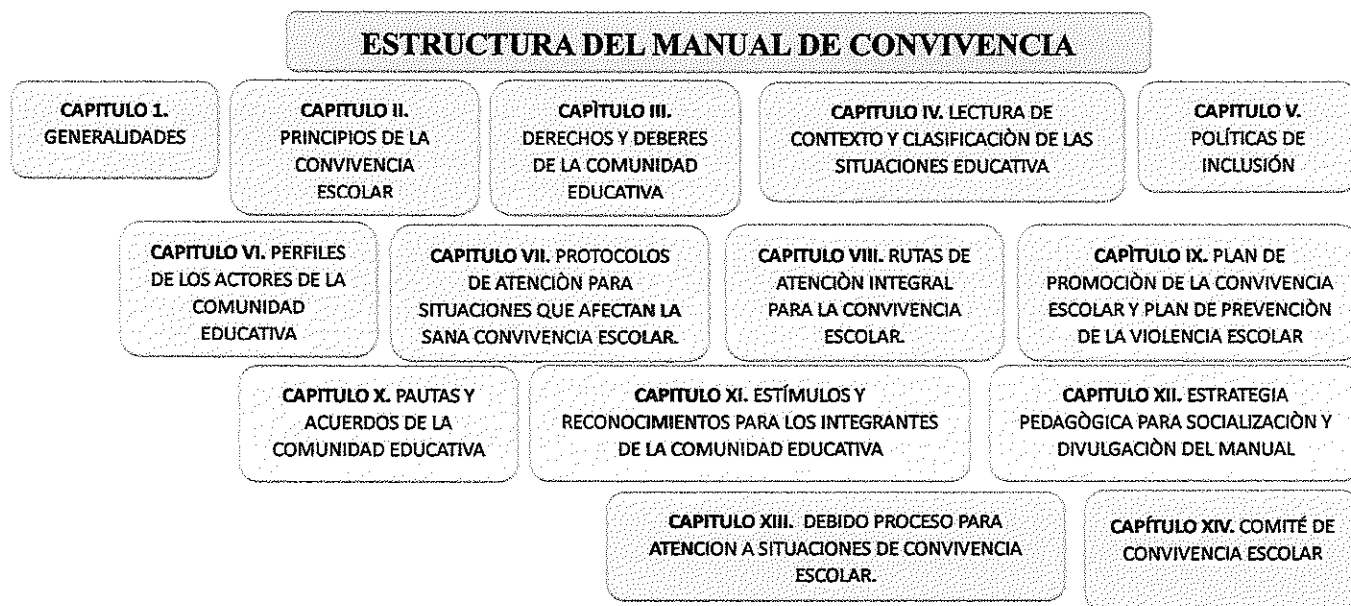 ESTRUCTURA DEL MANUAL DE CONVIVENCIA
CAPITULO 1.
GENERALIDADES
CAPITULO II.
PRINCIPIOS DE LA
CONVIVENCIA
ESCOLAR
CAPÌTULO III.
DERECHOS Y DEBERES
DE LA COMUNIDAD
EDUCATIVA
CAPITULO IV. LECTURA DE
CONTEXTO Y CLASIFICACIÒN DE LAS
SITUACIONES EDUCATIVA
CAPITULO V.
POLÍTICAS DE
INCLUSIÓN
CAPITULO VI. PERFILES
DE LOS ACTORES DE LA
COMUNIDAD
EDUCATIVA
CAPITULO VII. PROTOCOLOS
DE ATENCIÒN PARA
SITUACIONES QUE AFECTAN LA
SANA CONVIVENCIA ESCOLAR.
CAPITULO VIII. RUTAS DE
ATENCIÒN INTEGRAL
PARA LA CONVIVENCIA
ESCOLAR.
CAPÌTULO IX. PLAN DE
PROMOCIÒN DE LA CONVIVENCIA
ESCOLAR Y PLAN DE PREVENCIÒN
DE LA VIOLENCIA ESCOLAR
CAPITULO X. PAUTAS Y
ACUERDOS DE LA
COMUNIDAD EDUCATIVA
CAPITULO XI. ESTÍMULOS Y
RECONOCIMIENTOS PARA LOS INTEGRANTES
DE LA COMUNIDAD EDUCATIVA
CAPITULO XII. ESTRATEGIA
PEDAGÒGICA PARA SOCIALIZACIÒN Y
DIVULGACIÒN DEL MANUAL
CAPITULO XIII. DEBIDO PROCESO PARA
ATENCION A SITUACIONES DE CONVIVENCIA
ESCOLAR.
CAPÍTULO XIV. COMITÉ DE
CONVIVENCIA ESCOLAR